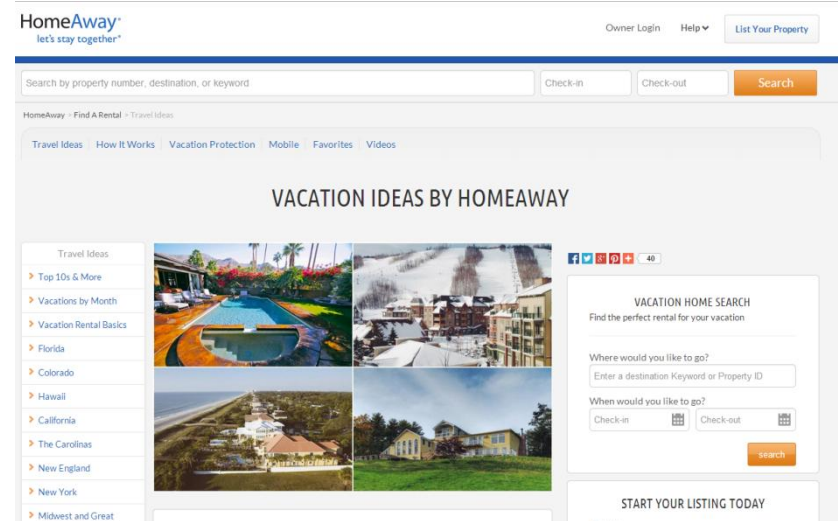 HomeAway
let's stay together
Owner Login Help List Your Property
Search by property number, destination, or keyword Check-in Check-out Search
HomeAway > Find A Rental > Travel Ideas
Travel Ideas How It Works Vacation Protection Mobile Favorites Videos
VACATION IDEAS BY HOMEAWAY
Travel Ideas
Top 10s & More
Vacations by Month
Vacation Rental Basics
Florida
Colorado
Hawaii
California
The Carolinas
New England
New York
Midwest and Great
40
VACATION HOME SEARCH
Find the perfect rental for your vacation
Where would you like to go?
Enter a destination Keyword or Property ID
When would you like to go?
Check-in Check-out
search
START YOUR LISTING TODAY